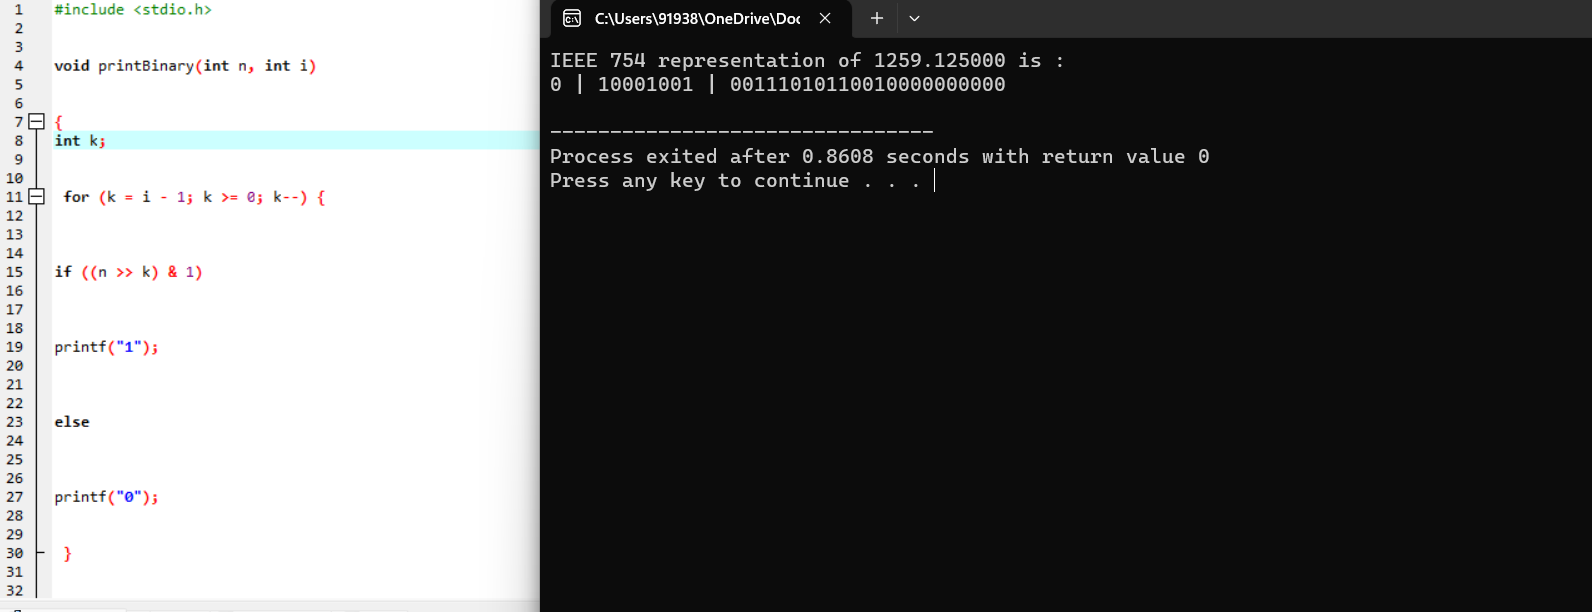 1 #include <stdio.h>
2
3
4 void printBinary(int n, int i)
5
6
7 {
8 int k;
9
10
11 for (k = i - 1; k >= 0; k--) {
12
13
14
15 if ((n >> k) & 1)
16
17
18
19 printf("1");
20
21
22
23 else
24
25
26
27 printf("0");
28
29
30 }
31
32
C:\Users\91938\OneDrive\Doc
IEEE 754 representation of 1259.125000 is :
0 | 10001001 | 00111010110010000000000
--------------------------------
Process exited after 0.8608 seconds with return value 0
Press any key to continue . . .